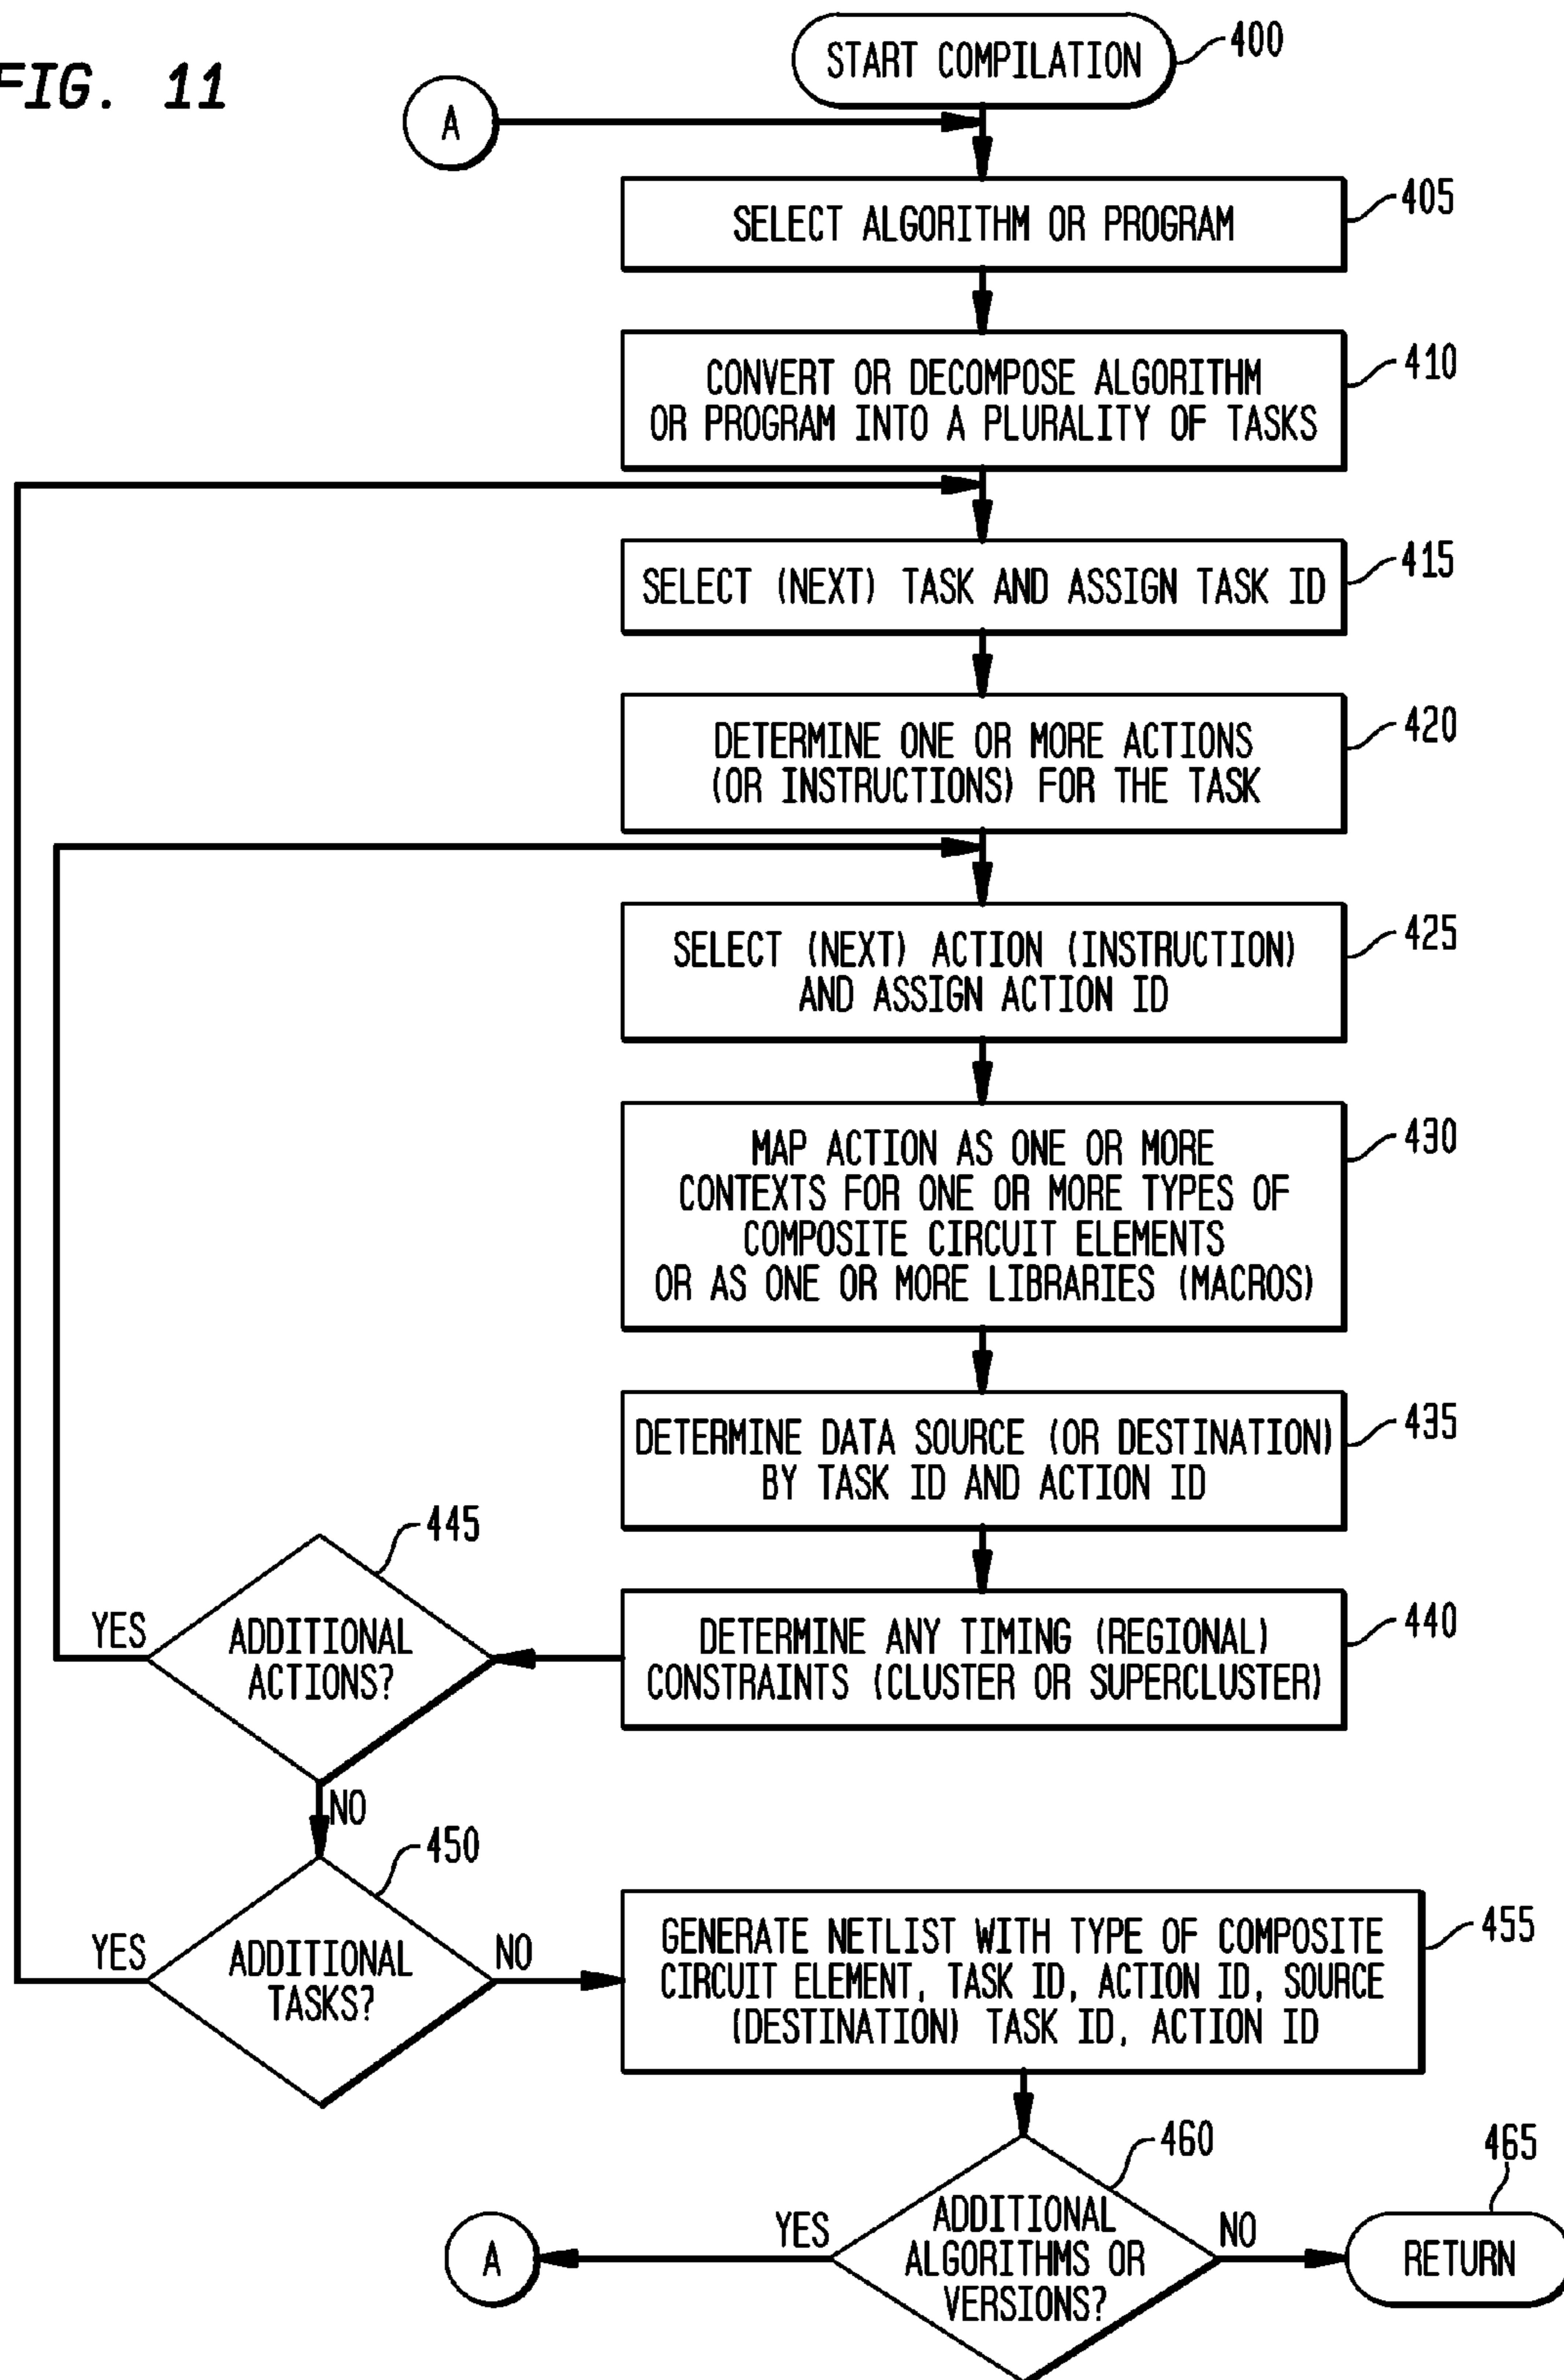 FIG. 11
START COMPILATION
400
A
SELECT ALGORITHM OR PROGRAM
405
CONVERT OR DECOMPOSE ALGORITHM
OR PROGRAM INTO A PLURALITY OF TASKS
410
SELECT (NEXT) TASK AND ASSIGN TASK ID
415
DETERMINE ONE OR MORE ACTIONS
(OR INSTRUCTIONS) FOR THE TASK
420
SELECT (NEXT) ACTION (INSTRUCTION)
AND ASSIGN ACTION ID
425
MAP ACTION AS ONE OR MORE
CONTEXTS FOR ONE OR MORE TYPES OF
COMPOSITE CIRCUIT ELEMENTS
OR AS ONE OR MORE LIBRARIES (MACROS)
430
DETERMINE DATA SOURCE (OR DESTINATION)
BY TASK ID AND ACTION ID
435
DETERMINE ANY TIMING (REGIONAL)
CONSTRAINTS (CLUSTER OR SUPERCLUSTER)
440
445
YES
ADDITIONAL
ACTIONS?
NO
450
YES
ADDITIONAL
TASKS?
NO
GENERATE NETLIST WITH TYPE OF COMPOSITE
CIRCUIT ELEMENT, TASK ID, ACTION ID, SOURCE
(DESTINATION) TASK ID, ACTION ID
455
460
ADDITIONAL
ALGORITHMS OR
VERSIONS?
YES
A
NO
465
RETURN